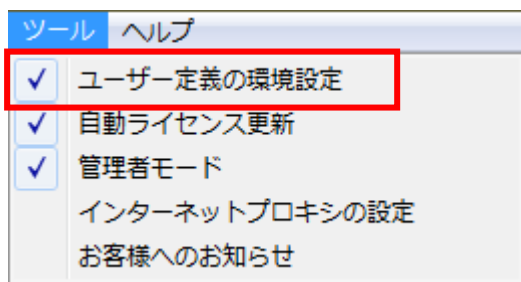 ツール ヘルプ
ユーザー定義の環境設定
自動ライセンス更新
管理者モード
インターネットプロキシの設定
お客様へのお知らせ